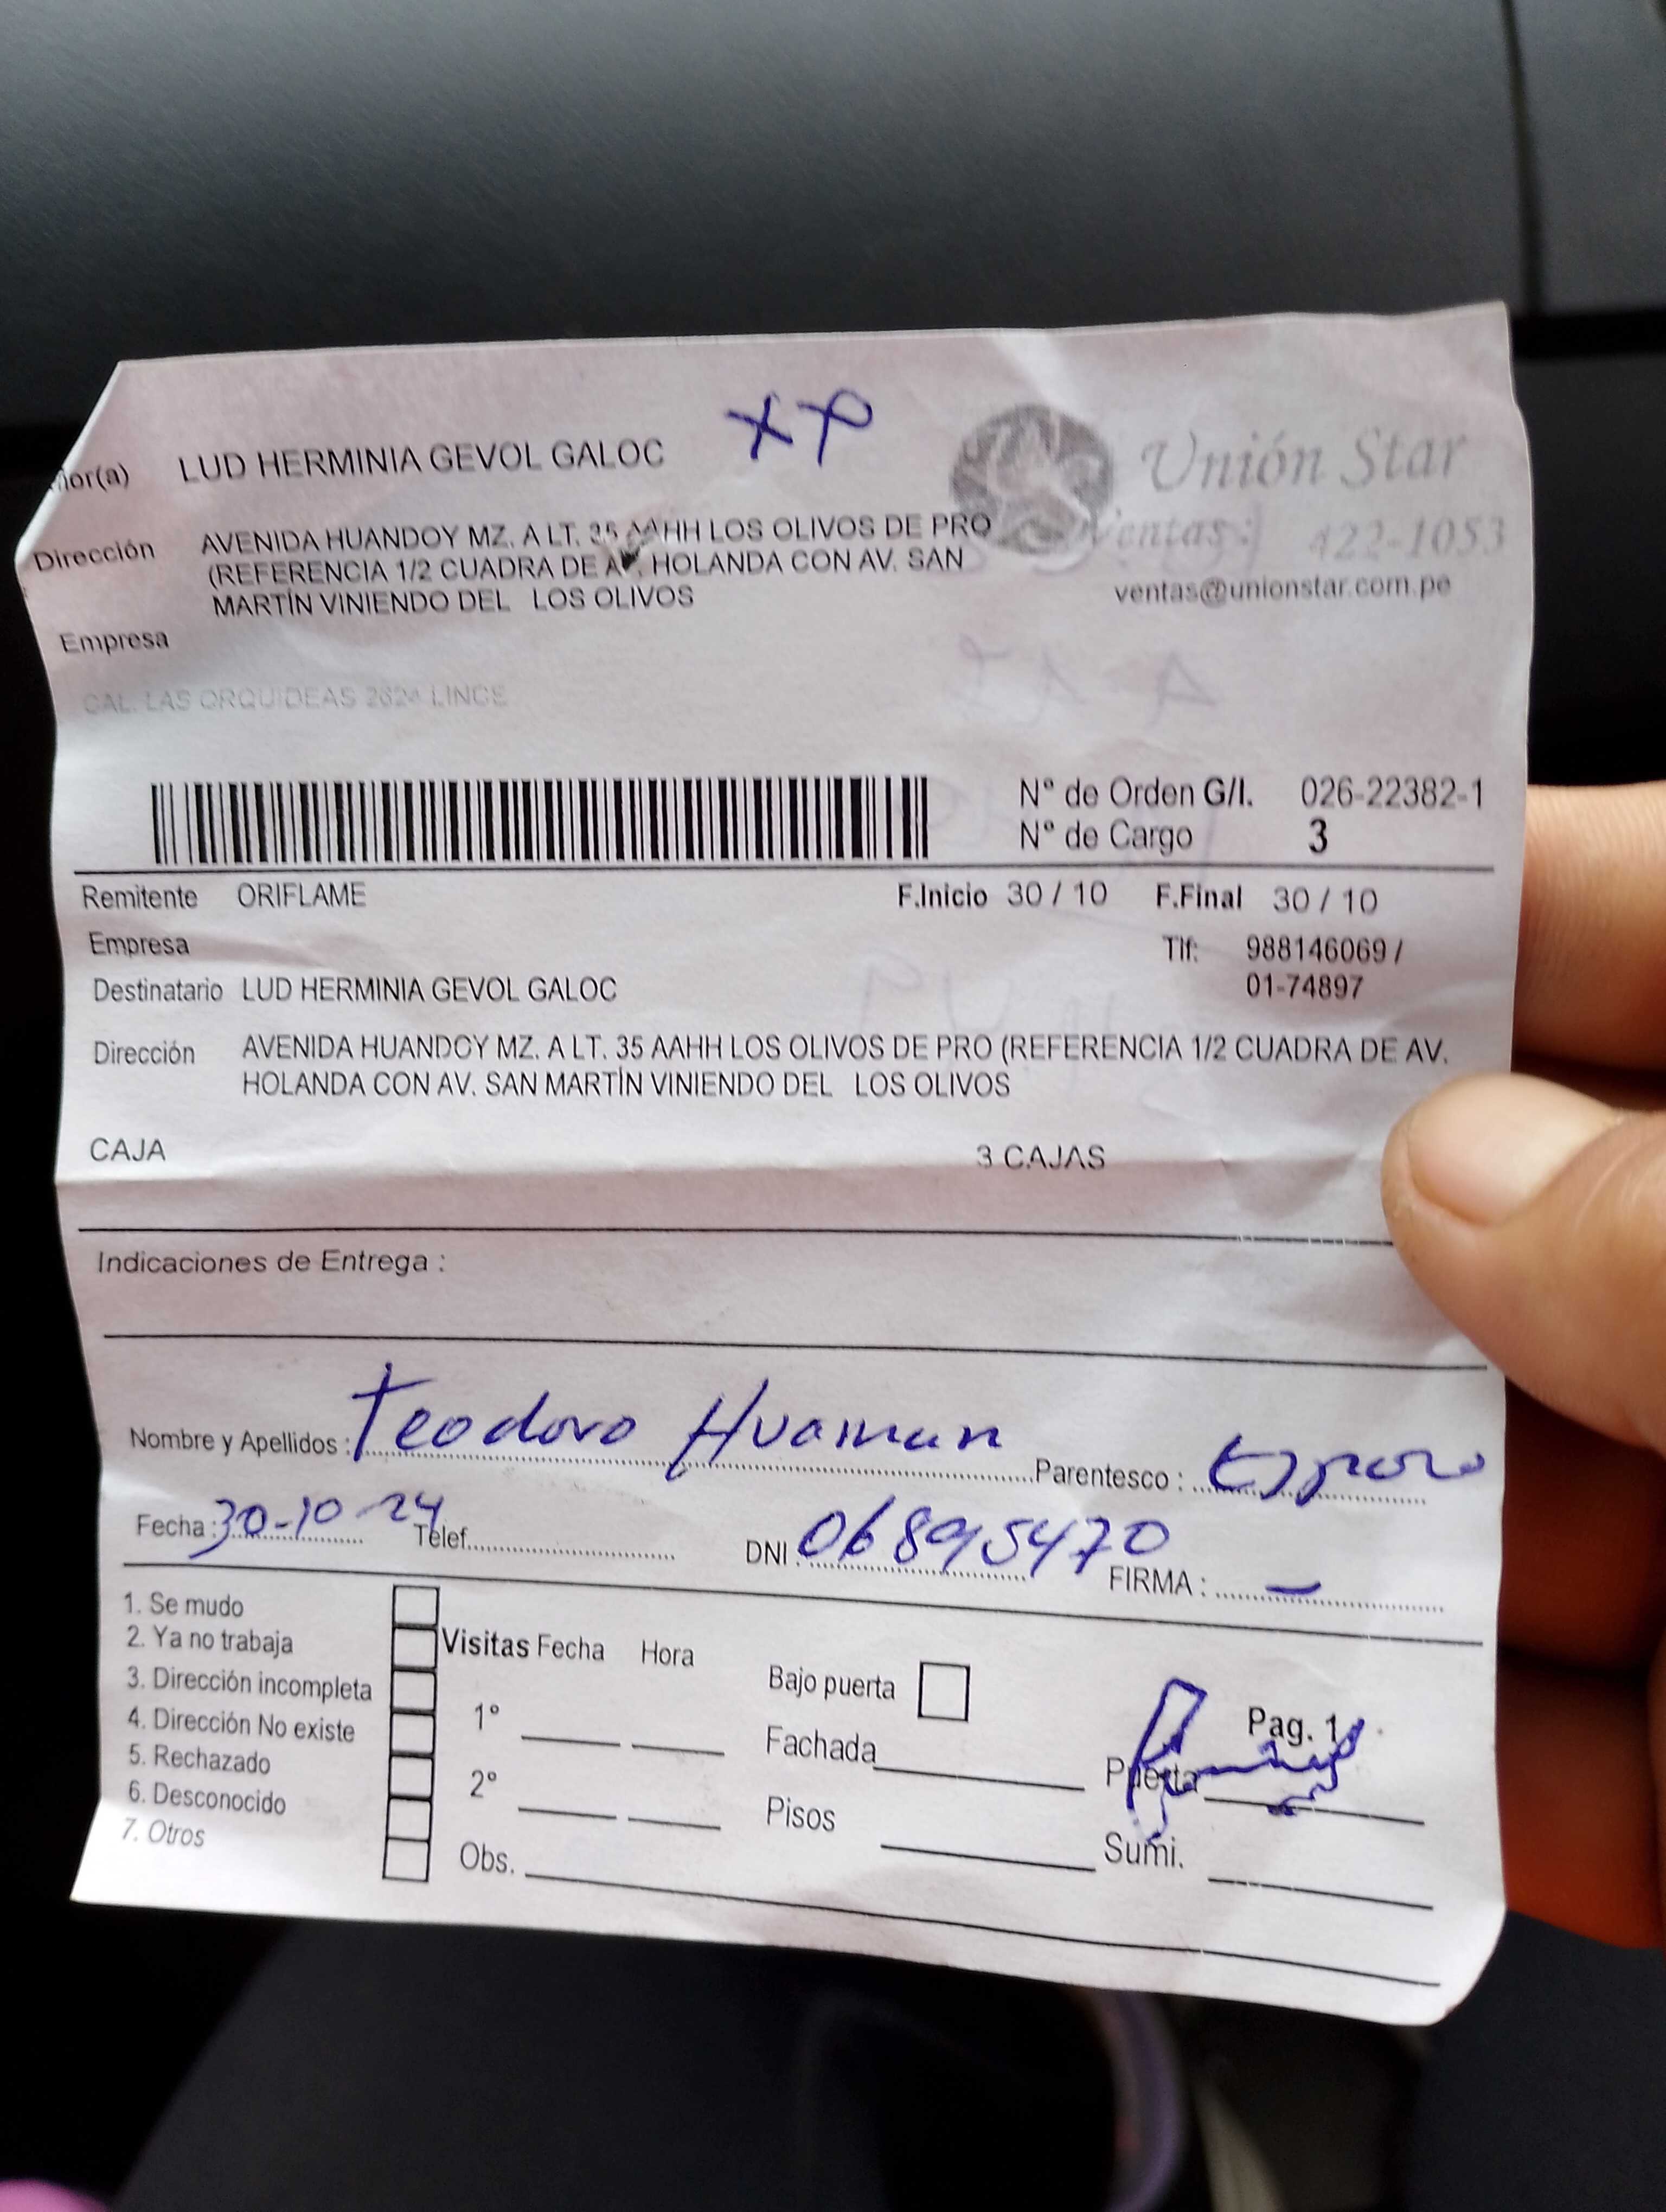 ñor(a) LUD HERMINIA GEVOL GALOC
Unión Star
Dirección AVENIDA HUANDOY MZ. A LT. 35 AAHH LOS OLIVOS DE PRO
(REFERENCIA 1/2 CUADRA DE AV. HOLANDA CON AV. SAN
MARTÍN VINIENDO DEL LOS OLIVOS
Ventas: 422-1053
ventas@unionstar.com.pe
Empresa
CAL. LAS ORQUIDEAS 2624 LINCE
N° de Orden G/I. 026-22382-1
N° de Cargo 3
Remitente ORIFLAME F.Inicio 30 / 10 F.Final 30 / 10
Empresa Tlf: 988146069 /
01-74897
Destinatario LUD HERMINIA GEVOL GALOC
Dirección AVENIDA HUANDOY MZ. A LT. 35 AAHH LOS OLIVOS DE PRO (REFERENCIA 1/2 CUADRA DE AV.
HOLANDA CON AV. SAN MARTÍN VINIENDO DEL LOS OLIVOS
CAJA 3 CAJAS
Indicaciones de Entrega :
Nombre y Apellidos : Teodoro Huaman Parentesco : Esposo
Fecha : 30-10-24 Telef. DNI : 06895470 FIRMA : –
1. Se mudo
2. Ya no trabaja
3. Dirección incompleta
4. Dirección No existe
5. Rechazado
6. Desconocido
7. Otros
Visitas Fecha Hora
1°
2°
Obs.
Bajo puerta
Fachada
Pisos
Pag. 1
Puerta
Sumi.